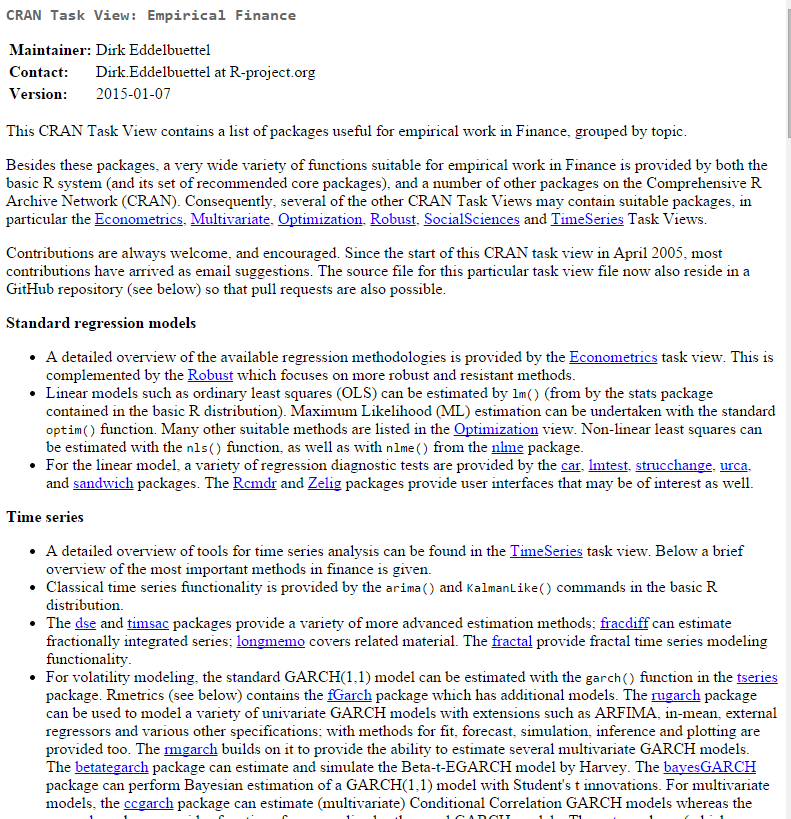 CRAN Task View: Empirical Finance
Maintainer: Dirk Eddelbuettel
Contact: Dirk.Eddelbuettel at R-project.org
Version: 2015-01-07
This CRAN Task View contains a list of packages useful for empirical work in Finance, grouped by topic.
Besides these packages, a very wide variety of functions suitable for empirical work in Finance is provided by both the
basic R system (and its set of recommended core packages), and a number of other packages on the Comprehensive R
Archive Network (CRAN). Consequently, several of the other CRAN Task Views may contain suitable packages, in
particular the Econometrics, Multivariate, Optimization, Robust, SocialSciences and TimeSeries Task Views.
Contributions are always welcome, and encouraged. Since the start of this CRAN task view in April 2005, most
contributions have arrived as email suggestions. The source file for this particular task view file now also reside in a
GitHub repository (see below) so that pull requests are also possible.
Standard regression models
• A detailed overview of the available regression methodologies is provided by the Econometrics task view. This is
complemented by the Robust which focuses on more robust and resistant methods.
• Linear models such as ordinary least squares (OLS) can be estimated by lm() (from by the stats package
contained in the basic R distribution). Maximum Likelihood (ML) estimation can be undertaken with the standard
optim() function. Many other suitable methods are listed in the Optimization view. Non-linear least squares can
be estimated with the nls() function, as well as with nlme() from the nlme package.
• For the linear model, a variety of regression diagnostic tests are provided by the car, lmtest, strucchange, urca,
and sandwich packages. The Rcmdr and Zelig packages provide user interfaces that may be of interest as well.
Time series
• A detailed overview of tools for time series analysis can be found in the TimeSeries task view. Below a brief
overview of the most important methods in finance is given.
• Classical time series functionality is provided by the arima() and KalmanLike() commands in the basic R
distribution.
• The dse and timsac packages provide a variety of more advanced estimation methods; fracdiff can estimate
fractionally integrated series; longmemo covers related material. The fractal provide fractal time series modeling
functionality.
• For volatility modeling, the standard GARCH(1,1) model can be estimated with the garch() function in the tseries
package. Rmetrics (see below) contains the fGarch package which has additional models. The rugarch package
can be used to model a variety of univariate GARCH models with extensions such as ARFIMA, in-mean, external
regressors and various other specifications; with methods for fit, forecast, simulation, inference and plotting are
provided too. The rmgarch builds on it to provide the ability to estimate several multivariate GARCH models.
The betategarch package can estimate and simulate the Beta-t-EGARCH model by Harvey. The bayesGARCH
package can perform Bayesian estimation of a GARCH(1,1) model with Student's t innovations. For multivariate
models, the ccgarch package can estimate (multivariate) Conditional Correlation GARCH models whereas the